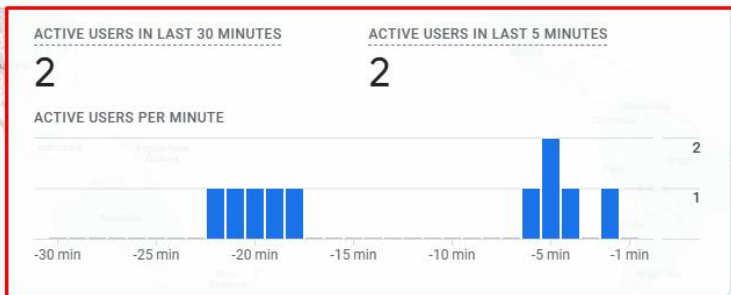 ACTIVE USERS IN LAST 30 MINUTES ACTIVE USERS IN LAST 5 MINUTES
2 2
ACTIVE USERS PER MINUTE
2
1
-30 min -25 min -20 min -15 min -10 min -5 min -1 min